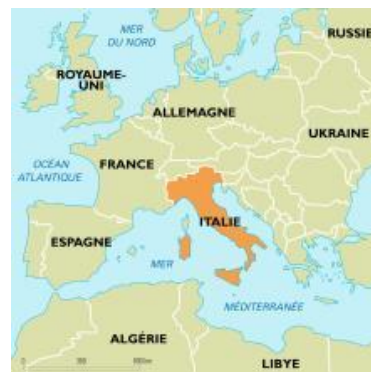 MER
DU NORD
RUSSIE
ROYAUME-
UNI
ALLEMAGNE
UKRAINE
OCÉAN
ATLANTIQUE
FRANCE
ITALIE
ESPAGNE
MER
MÉDITERRANÉE
ALGÉRIE
LIBYE